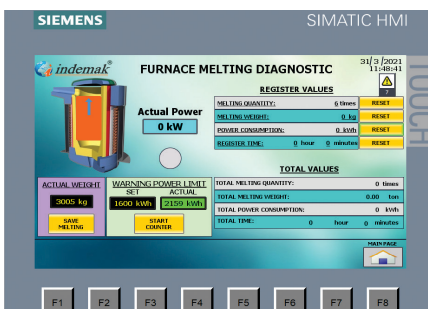 SIEMENS
SIMATIC HMI
TOUCH
indemak
FURNACE MELTING DIAGNOSTIC
31/3/2021
11:48:41
7
1
Actual Power
0 kW
REGISTER VALUES
MELTING QUANTITY: 6 times RESET
MELTING WEIGHT: 0 kg RESET
POWER CONSUMPTION: 0 kWh RESET
REGISTER TIME: 0 hour 0 minutes RESET
TOTAL VALUES
TOTAL MELTING QUANTITY: 0 times
TOTAL MELTING WEIGHT: 0.00 ton
TOTAL POWER CONSUMPTION: 0 kWh
TOTAL TIME: 0 hour 0 minutes
ACTUAL WEIGHT
3005 kg
SAVE
MELTING
WARNING POWER LIMIT
SET ACTUAL
1600 kWh 2159 kWh
START
COUNTER
MAIN PAGE
F1 F2 F3 F4 F5 F6 F7 F8